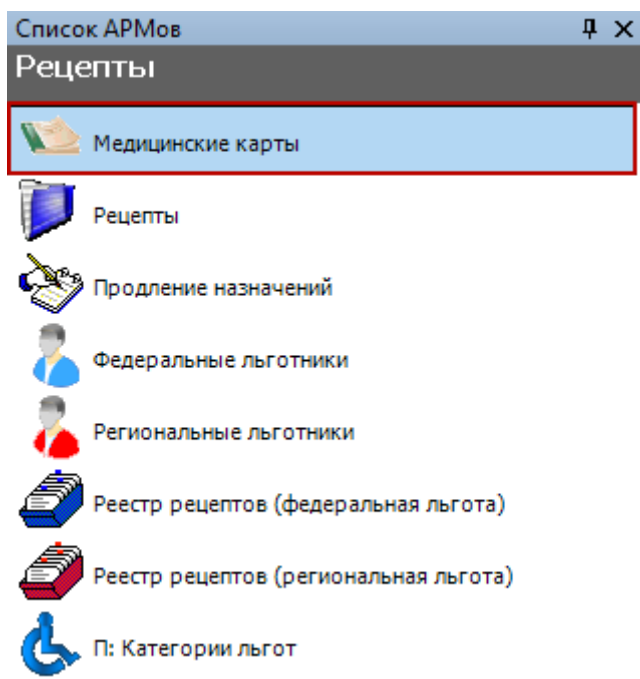 Список АРМов
Рецепты
Медицинские карты
Рецепты
Продление назначений
Федеральные льготники
Региональные льготники
Реестр рецептов (федеральная льгота)
Реестр рецептов (региональная льгота)
П: Категории льгот